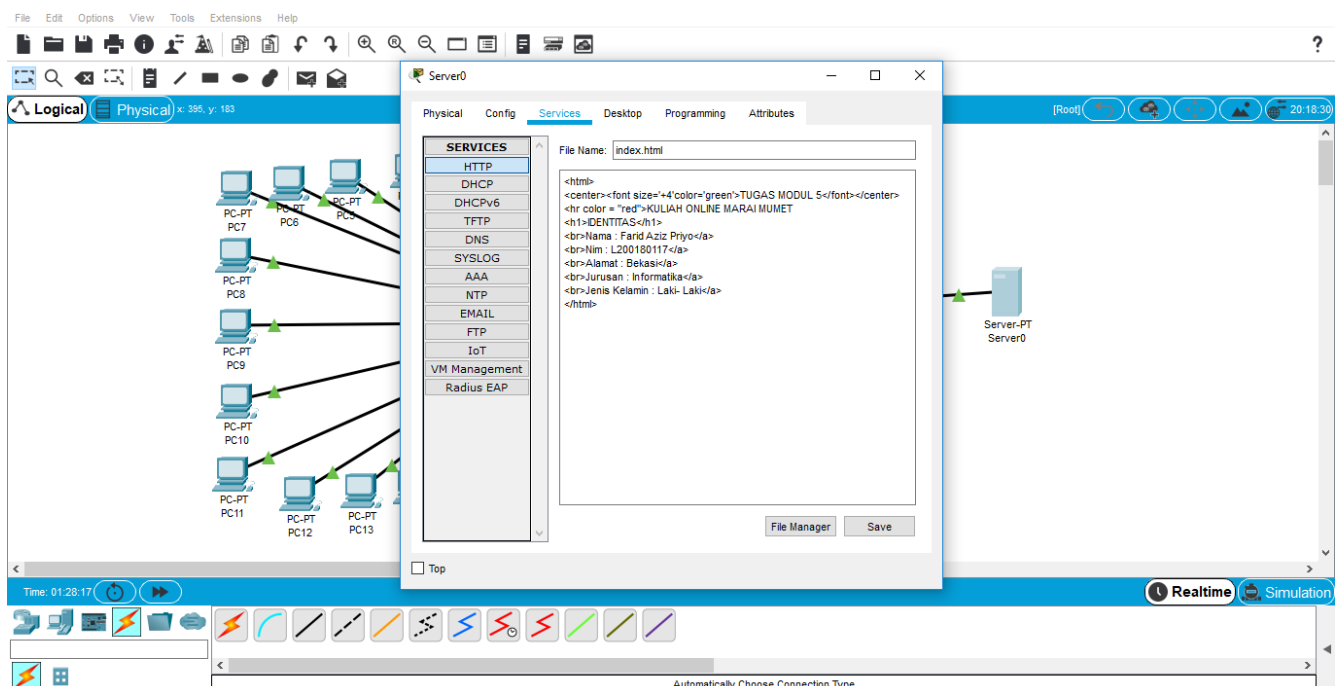 File Edit Options View Tools Extensions Help
?
Logical Physical x: 395, y: 183
[Root] 20:18:30
Server0
Physical Config Services Desktop Programming Attributes
SERVICES
HTTP
DHCP
DHCPv6
TFTP
DNS
SYSLOG
AAA
NTP
EMAIL
FTP
IoT
VM Management
Radius EAP
File Name: index.html
<html>
<center><font size='+4'color='green'>TUGAS MODUL 5</font></center>
<hr color = "red">KULIAH ONLINE MARAI MUMET
<h1>IDENTITAS</h1>
<br>Nama : Farid Aziz Priyo</a>
<br>Nim : L200180117</a>
<br>Alamat : Bekasi</a>
<br>Jurusan : Informatika</a>
<br>Jenis Kelamin : Laki- Laki</a>
</html>
File Manager Save
Top
PC-PT
PC7
PC-PT
PC6
PC-PT
PC5
PC-PT
PC8
PC-PT
PC9
PC-PT
PC10
PC-PT
PC11
PC-PT
PC12
PC-PT
PC13
Server-PT
Server0
Time: 01:28:17
Realtime Simulation
Automatically Choose Connection Type